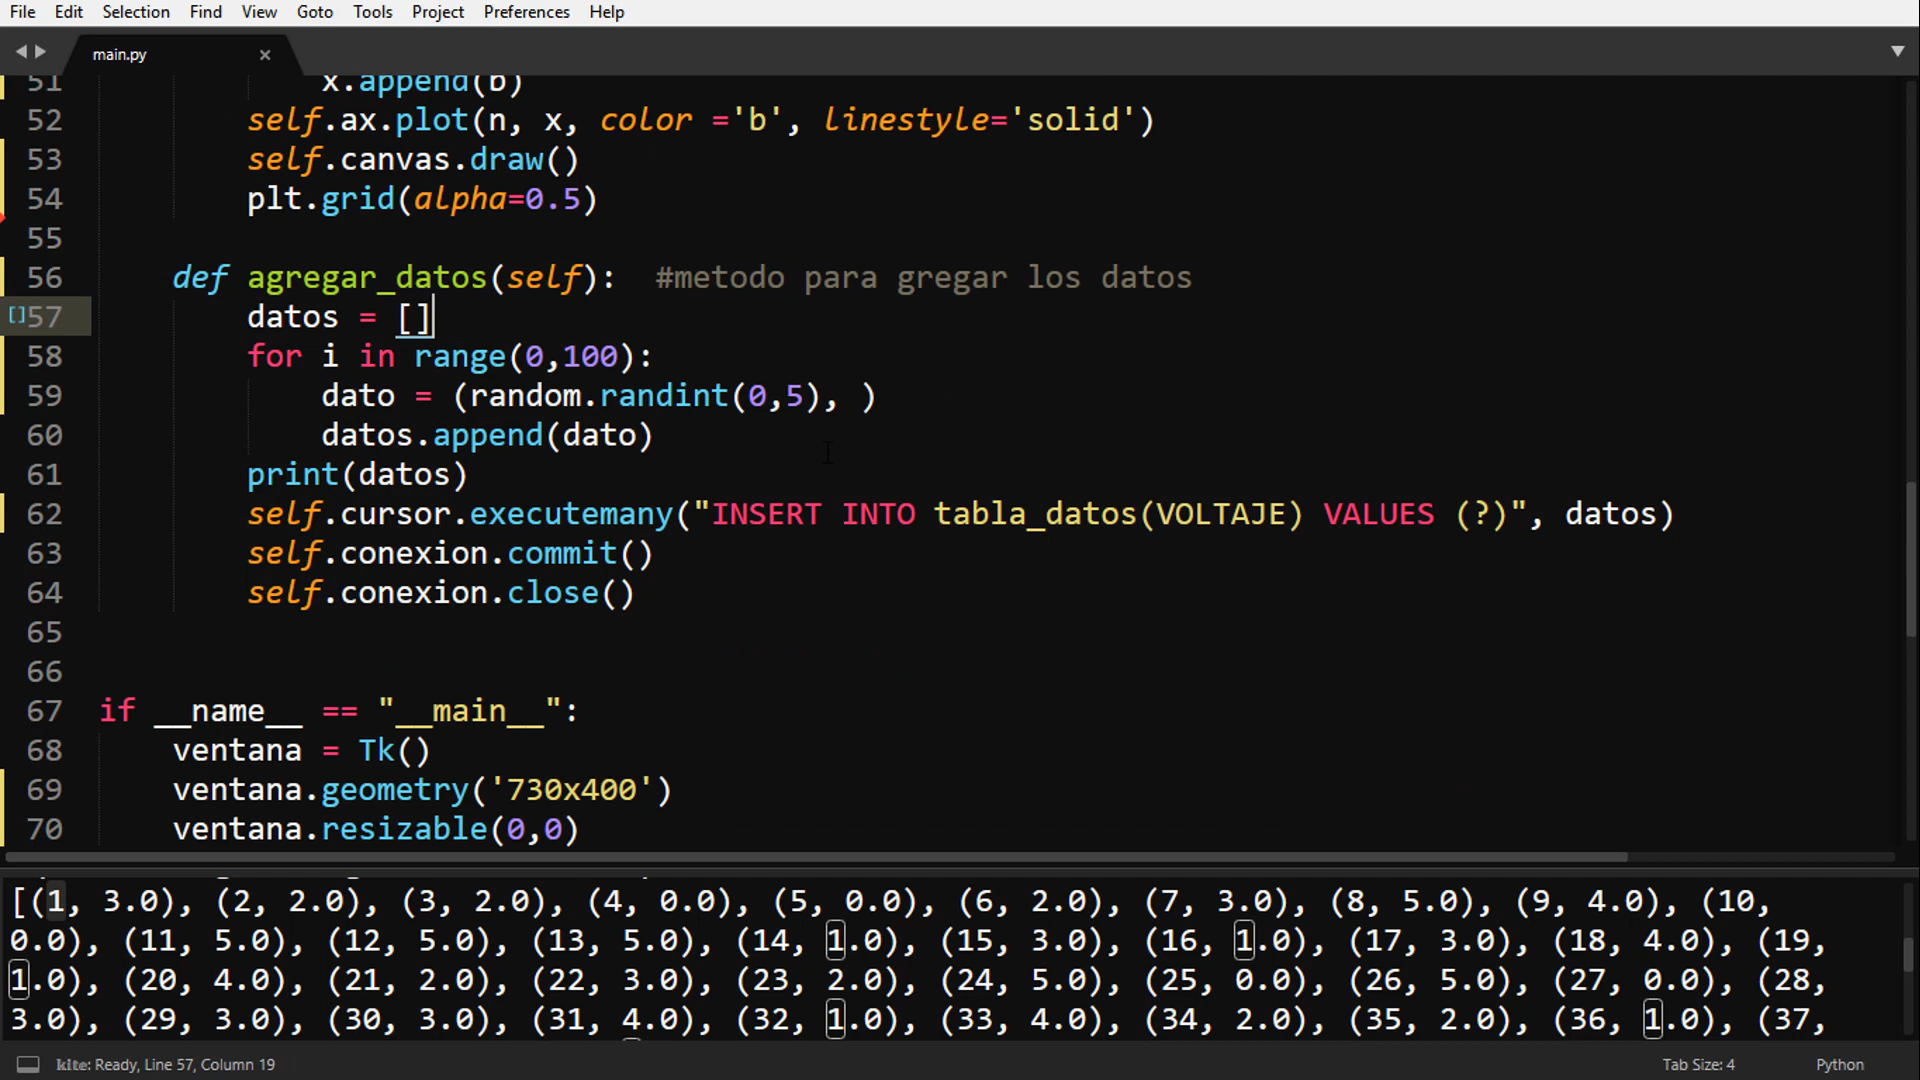 File Edit Selection Find View Goto Tools Project Preferences Help
main.py ×
51 x.append(b)
52 self.ax.plot(n, x, color ='b', linestyle='solid')
53 self.canvas.draw()
54 plt.grid(alpha=0.5)
55
56 def agregar_datos(self):  #metodo para gregar los datos
57 datos = []
58 for i in range(0,100):
59 dato = (random.randint(0,5), )
60 datos.append(dato)
61 print(datos)
62 self.cursor.executemany("INSERT INTO tabla_datos(VOLTAJE) VALUES (?)", datos)
63 self.conexion.commit()
64 self.conexion.close()
65
66
67 if __name__ == "__main__":
68 ventana = Tk()
69 ventana.geometry('730x400')
70 ventana.resizable(0,0)
[(1, 3.0), (2, 2.0), (3, 2.0), (4, 0.0), (5, 0.0), (6, 2.0), (7, 3.0), (8, 5.0), (9, 4.0), (10,
0.0), (11, 5.0), (12, 5.0), (13, 5.0), (14, 1.0), (15, 3.0), (16, 1.0), (17, 3.0), (18, 4.0), (19,
1.0), (20, 4.0), (21, 2.0), (22, 3.0), (23, 2.0), (24, 5.0), (25, 0.0), (26, 5.0), (27, 0.0), (28,
3.0), (29, 3.0), (30, 3.0), (31, 4.0), (32, 1.0), (33, 4.0), (34, 2.0), (35, 2.0), (36, 1.0), (37,
kite: Ready, Line 57, Column 19 Tab Size: 4 Python